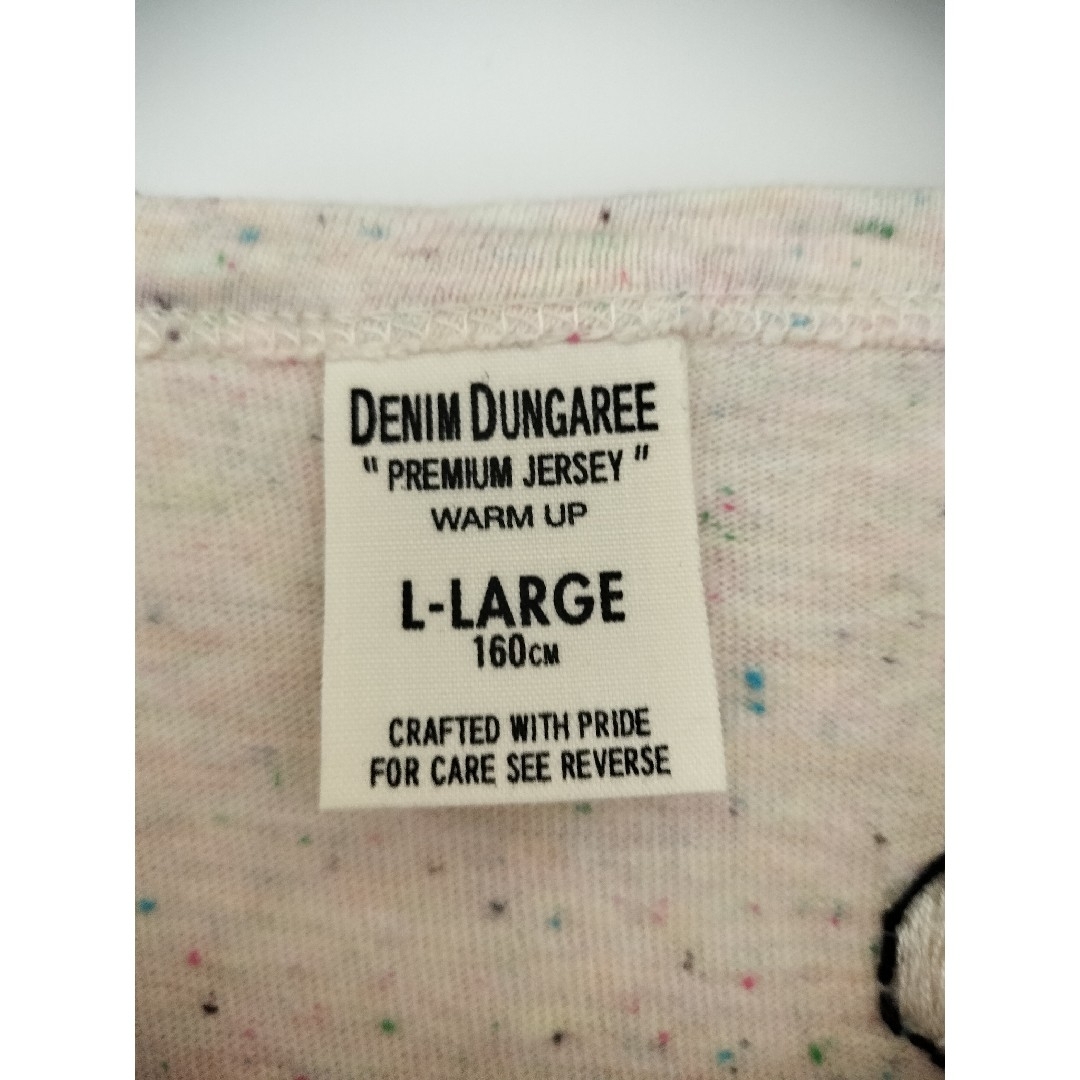 DENIM DUNGAREE
" PREMIUM JERSEY "
WARM UP
L-LARGE
160CM
CRAFTED WITH PRIDE
FOR CARE SEE REVERSE